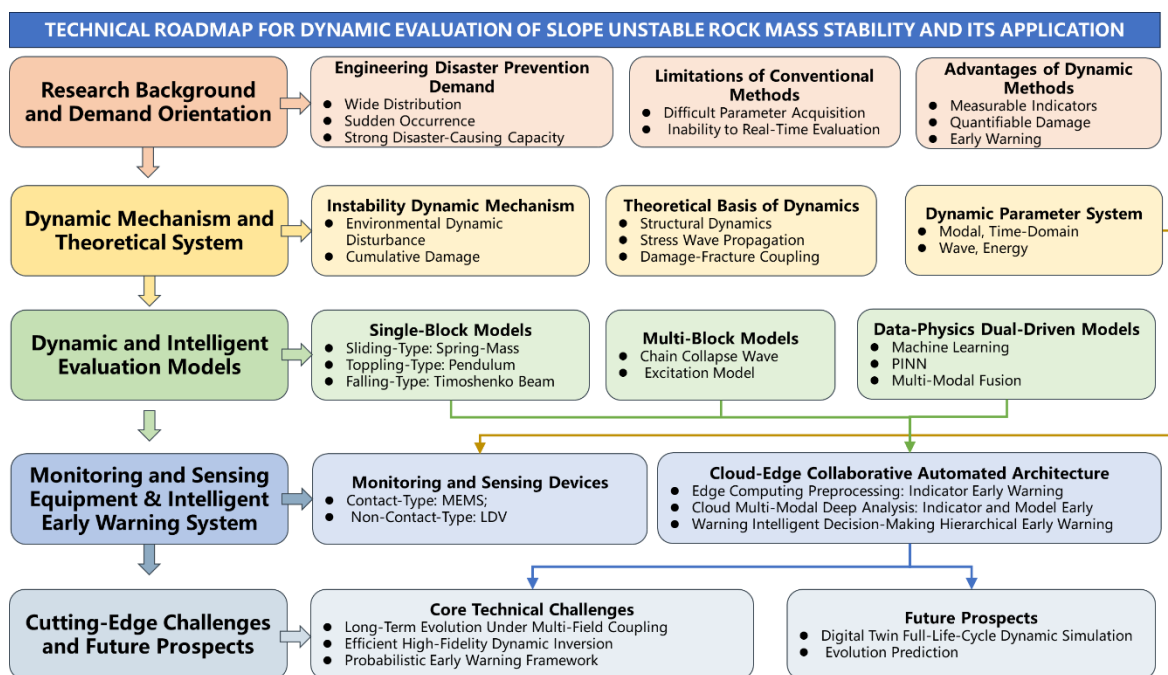 TECHNICAL ROADMAP FOR DYNAMIC EVALUATION OF SLOPE UNSTABLE ROCK MASS STABILITY AND ITS APPLICATION
Research Background
and Demand Orientation
Engineering Disaster Prevention
Demand
● Wide Distribution
● Sudden Occurrence
● Strong Disaster-Causing Capacity
Limitations of Conventional
Methods
● Difficult Parameter Acquisition
● Inability to Real-Time Evaluation
Advantages of Dynamic
Methods
● Measurable Indicators
● Quantifiable Damage
● Early Warning
Dynamic Mechanism and
Theoretical System
Instability Dynamic Mechanism
● Environmental Dynamic
Disturbance
● Cumulative Damage
Theoretical Basis of Dynamics
● Structural Dynamics
● Stress Wave Propagation
● Damage-Fracture Coupling
Dynamic Parameter System
● Modal, Time-Domain
● Wave, Energy
Dynamic and Intelligent
Evaluation Models
Single-Block Models
● Sliding-Type: Spring-Mass
● Toppling-Type: Pendulum
● Falling-Type: Timoshenko Beam
Multi-Block Models
● Chain Collapse Wave
● Excitation Model
Data-Physics Dual-Driven Models
● Machine Learning
● PINN
● Multi-Modal Fusion
Monitoring and Sensing
Equipment & Intelligent
Early Warning System
Monitoring and Sensing Devices
● Contact-Type: MEMS;
● Non-Contact-Type: LDV
Cloud-Edge Collaborative Automated Architecture
● Edge Computing Preprocessing: Indicator Early Warning
● Cloud Multi-Modal Deep Analysis: Indicator and Model Early
● Warning Intelligent Decision-Making Hierarchical Early Warning
Cutting-Edge Challenges
and Future Prospects
Core Technical Challenges
● Long-Term Evolution Under Multi-Field Coupling
● Efficient High-Fidelity Dynamic Inversion
● Probabilistic Early Warning Framework
Future Prospects
● Digital Twin Full-Life-Cycle Dynamic Simulation
● Evolution Prediction